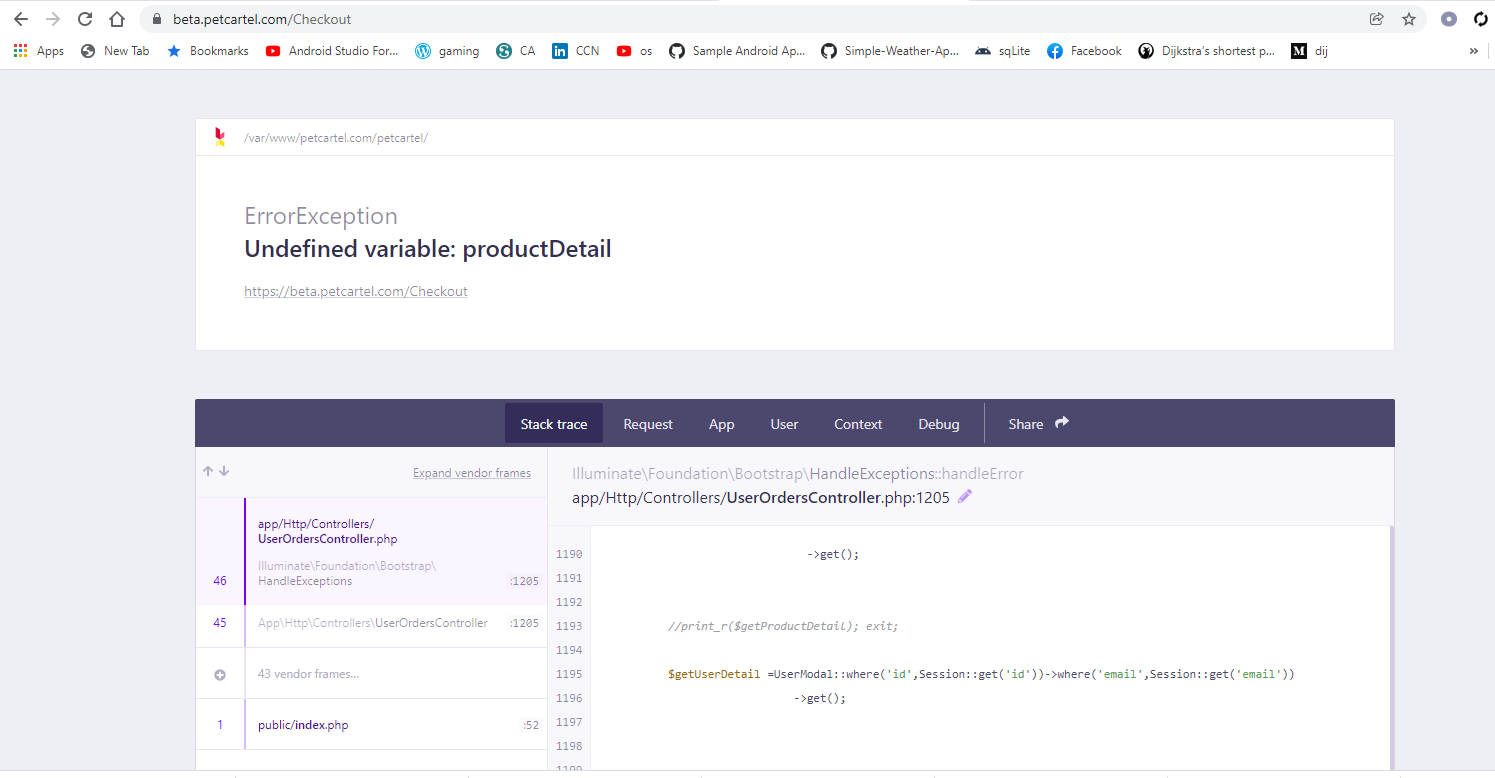 beta.petcartel.com/Checkout
Apps New Tab Bookmarks Android Studio For... gaming CA CCN os Sample Android Ap... Simple-Weather-Ap... sqLite Facebook Dijkstra's shortest p... M dij »
/var/www/petcartel.com/petcartel/
ErrorException
Undefined variable: productDetail
https://beta.petcartel.com/Checkout
Stack trace Request App User Context Debug Share
Expand vendor frames
app/Http/Controllers/
UserOrdersController.php
Illuminate\Foundation\Bootstrap\
46 HandleExceptions :1205
45 App\Http\Controllers\UserOrdersController :1205
43 vendor frames...
1 public/index.php :52
Illuminate\Foundation\Bootstrap\HandleExceptions::handleError
app/Http/Controllers/UserOrdersController.php:1205
1190 ->get();
1191
1192
1193 //print_r($getProductDetail); exit;
1194
1195 $getUserDetail =UserModal::where('id',Session::get('id'))->where('email',Session::get('email'))
1196 ->get();
1197
1198
1199